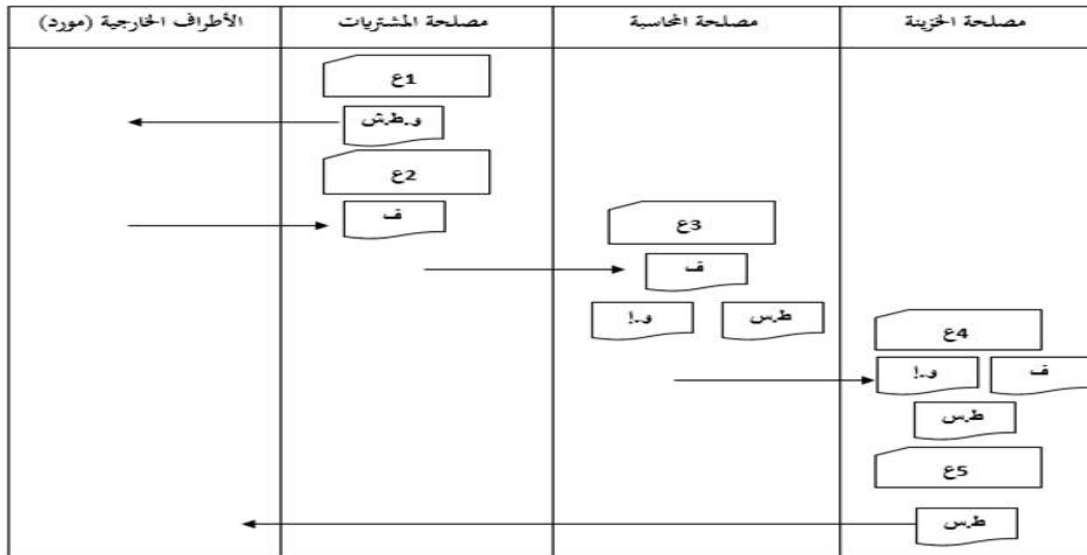 مصلحة الخزينة
مصلحة المحاسبة
مصلحة المشتريات
الأطراف الخارجية (مورد)
ع1
و.ط.ش
ع2
ف
ع3
ف
ط.س
و.إ
ع4
ف
و.إ
ط.س
ع5
ط.س